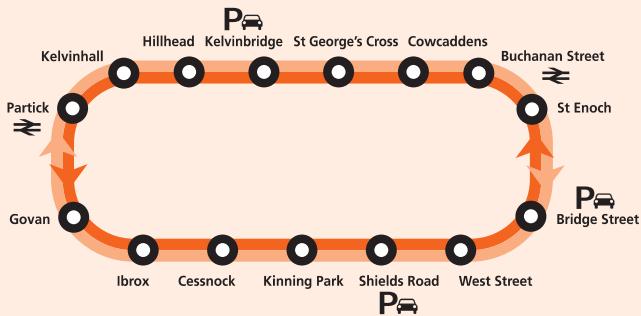 P
Hillhead
Kelvinbridge
St George's Cross
Cowcaddens
Kelvinhall
Buchanan Street
Partick
St Enoch
P
Govan
Bridge Street
Ibrox
Cessnock
Kinning Park
Shields Road
West Street
P